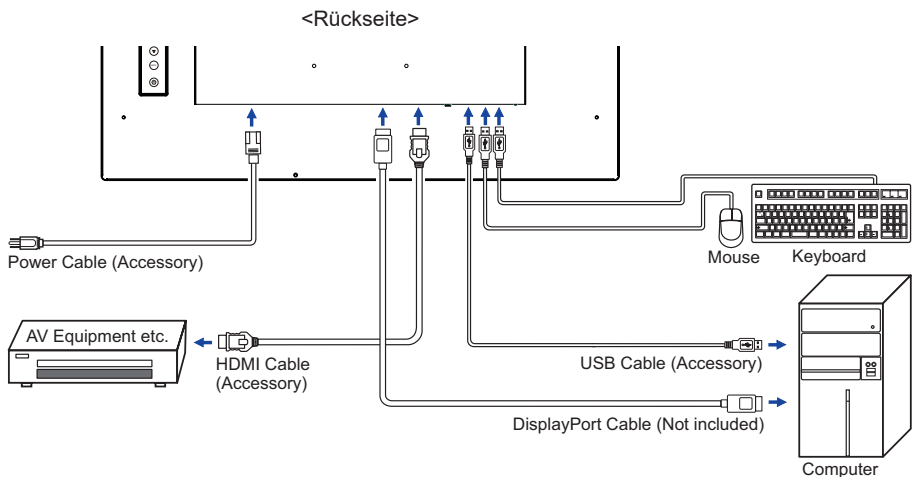 <Rückseite>
Power Cable (Accessory)
Mouse
Keyboard
AV Equipment etc.
HDMI Cable
(Accessory)
USB Cable (Accessory)
DisplayPort Cable (Not included)
Computer